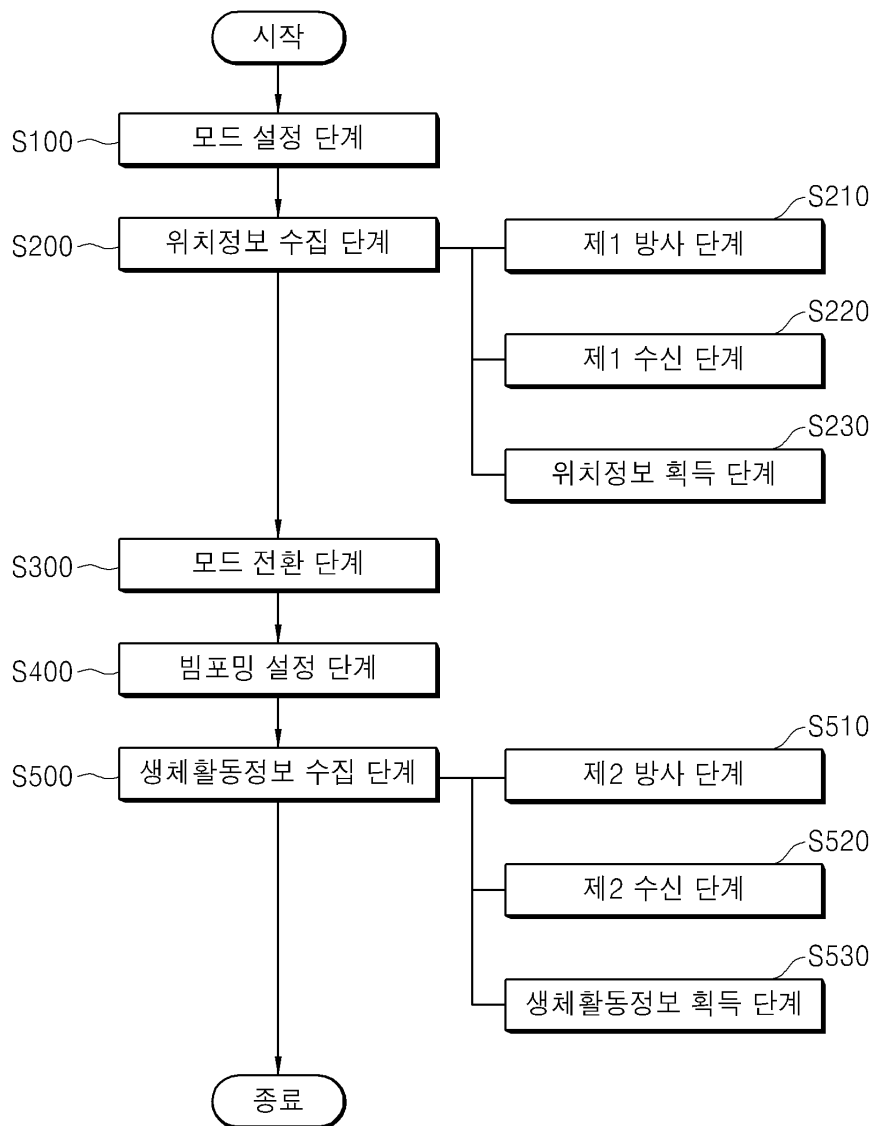 시작
S100
모드 설정 단계
S200
위치정보 수집 단계
S210
제1 방사 단계
S220
제1 수신 단계
S230
위치정보 획득 단계
S300
모드 전환 단계
S400
빔포밍 설정 단계
S500
생체활동정보 수집 단계
S510
제2 방사 단계
S520
제2 수신 단계
S530
생체활동정보 획득 단계
종료